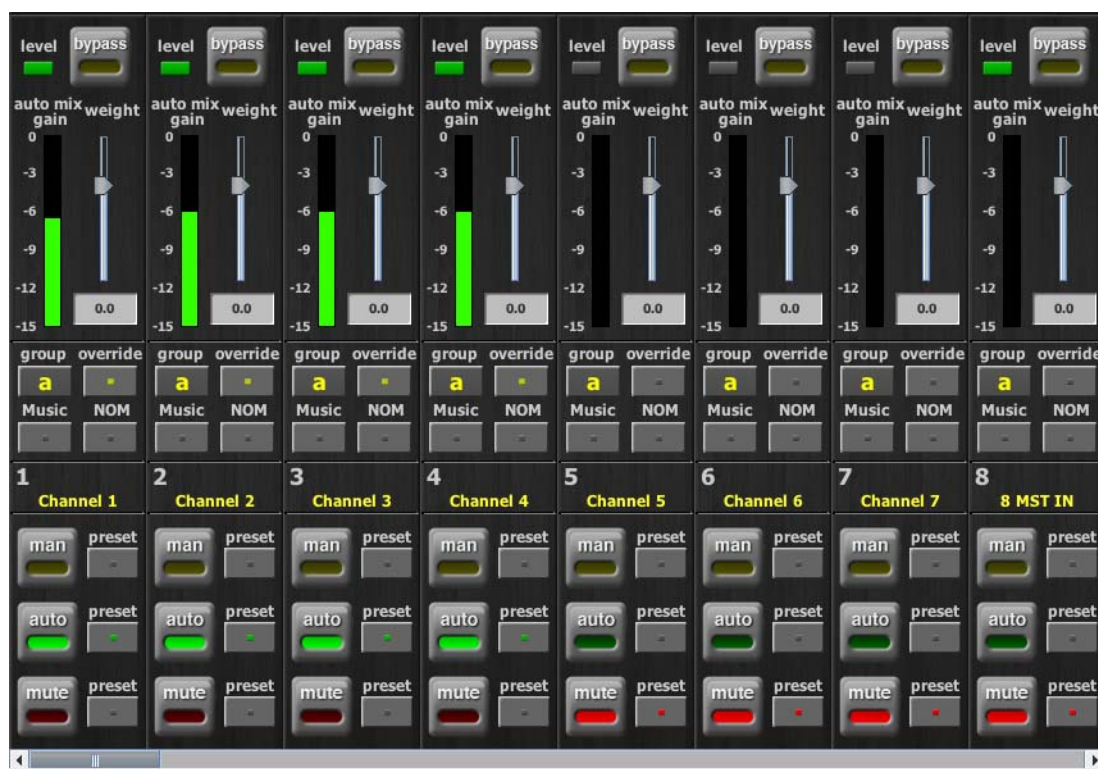 level bypass level bypass level bypass level bypass level bypass level bypass level bypass level bypass
auto mix gain weight auto mix gain weight auto mix gain weight auto mix gain weight auto mix gain weight auto mix gain weight auto mix gain weight auto mix gain weight
0 0 0 0 0 0 0 0
-3 -3 -3 -3 -3 -3 -3 -3
-6 -6 -6 -6 -6 -6 -6 -6
-9 -9 -9 -9 -9 -9 -9 -9
-12 -12 -12 -12 -12 -12 -12 -12
0.0 0.0 0.0 0.0 0.0 0.0 0.0 0.0
-15 -15 -15 -15 -15 -15 -15 -15
group override group override group override group override group override group override group override group override
a a a a a a a a
Music NOM Music NOM Music NOM Music NOM Music NOM Music NOM Music NOM Music NOM
1 2 3 4 5 6 7 8
Channel 1 Channel 2 Channel 3 Channel 4 Channel 5 Channel 6 Channel 7 8 MST IN
man preset man preset man preset man preset man preset man preset man preset man preset
auto preset auto preset auto preset auto preset auto preset auto preset auto preset auto preset
mute preset mute preset mute preset mute preset mute preset mute preset mute preset mute preset